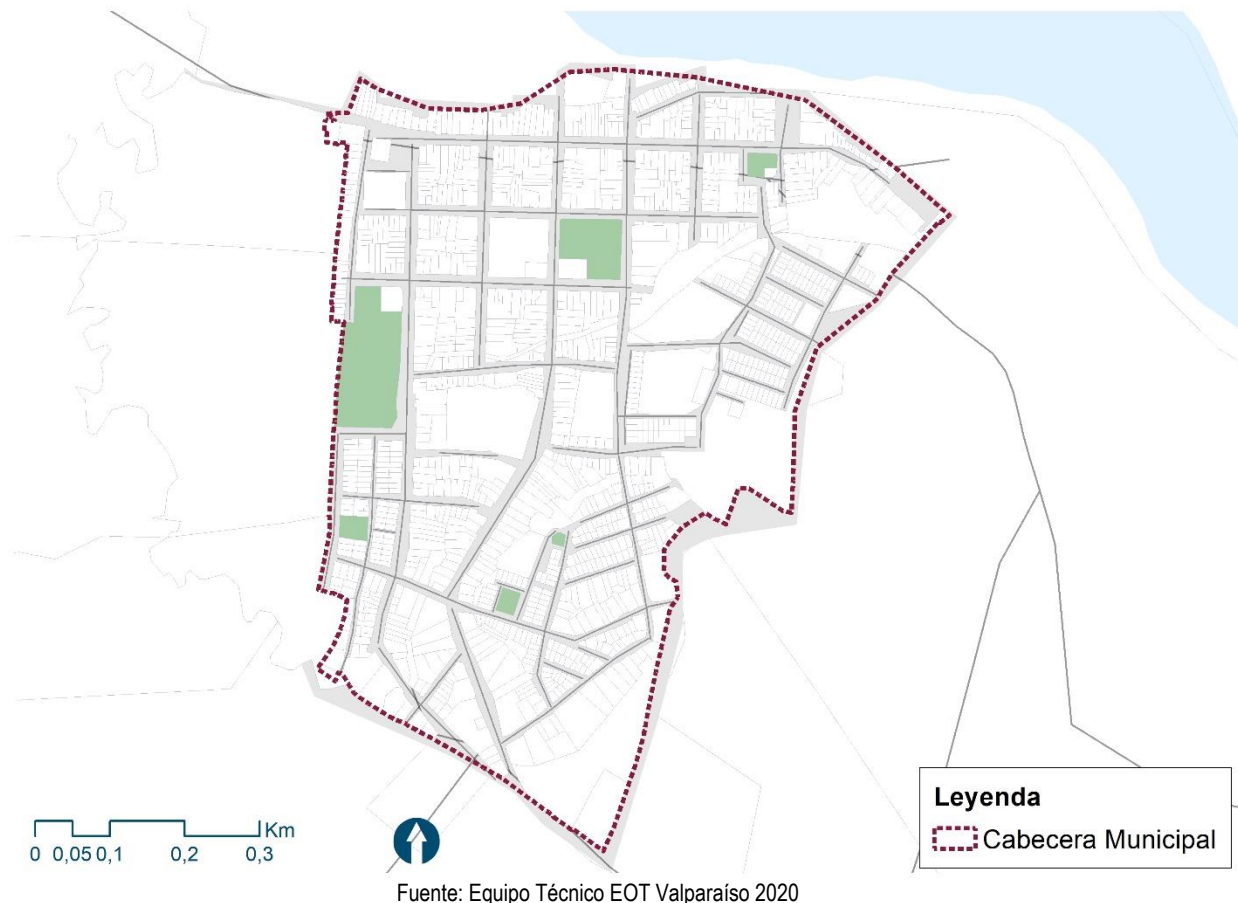 Leyenda
Cabecera Municipal
Km
0 0,05 0,1 0,2 0,3
Fuente: Equipo Técnico EOT Valparaíso 2020